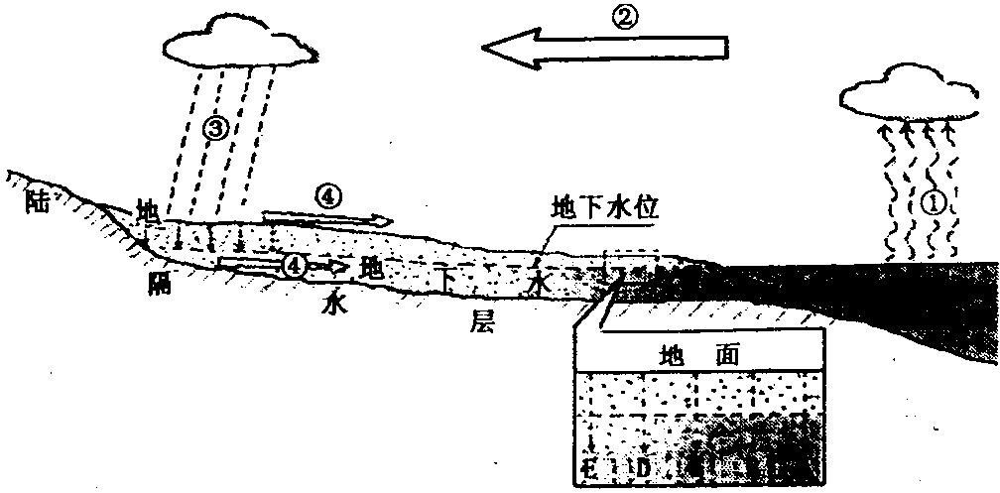 ②
③
①
④
地下水位
陆 地
④ 地 下 水
隔 水 层
地 面
E D